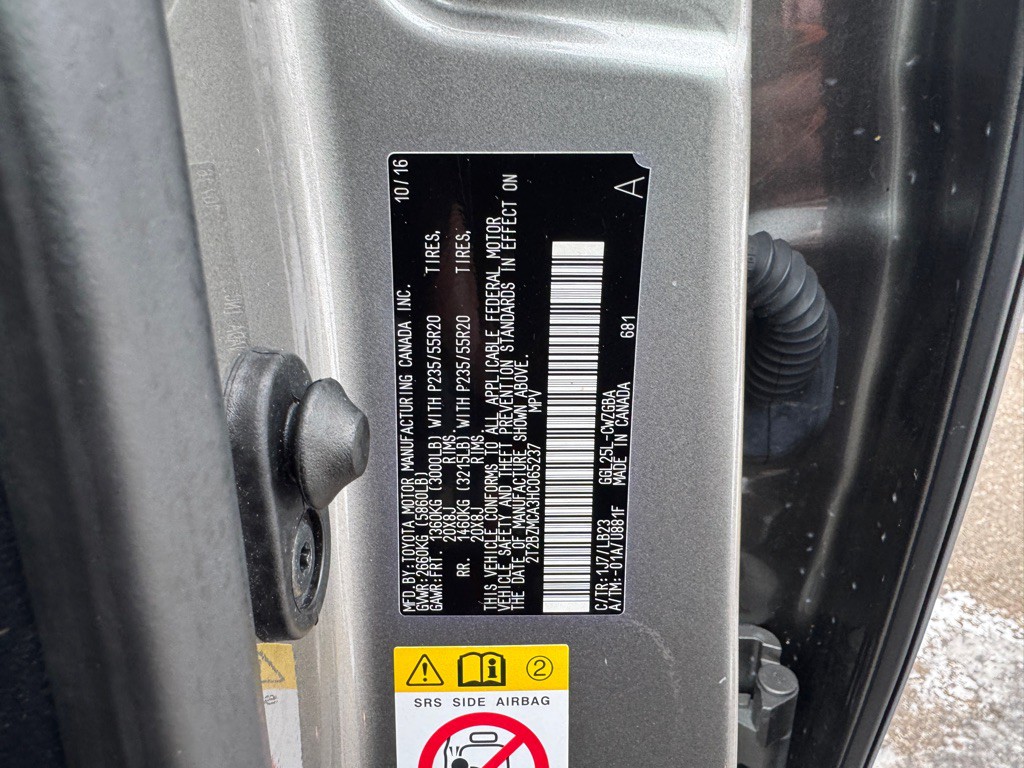 MFD.BY:TOYOTA MOTOR MANUFACTURING CANADA INC. 10/16
GVWR:2660KG (5860LB)
GAWR:FRT. 1360KG (3000LB) WITH P235/55R20 TIRES,
20X8J RIMS
RR. 1460KG (3215LB) WITH P235/55R20 TIRES,
20X8J RIMS
THIS VEHICLE CONFORMS TO ALL APPLICABLE FEDERAL MOTOR
VEHICLE SAFETY AND THEFT PREVENTION STANDARDS IN EFFECT ON
THE DATE OF MANUFACTURE SHOWN ABOVE.
2T2BZMCA3HC065237 MPV
C/TR:1J7/LB23 GGL25L-CWZGBA 681
A/TM:-01A/U881F MADE IN CANADA
A
2
SRS SIDE AIRBAG